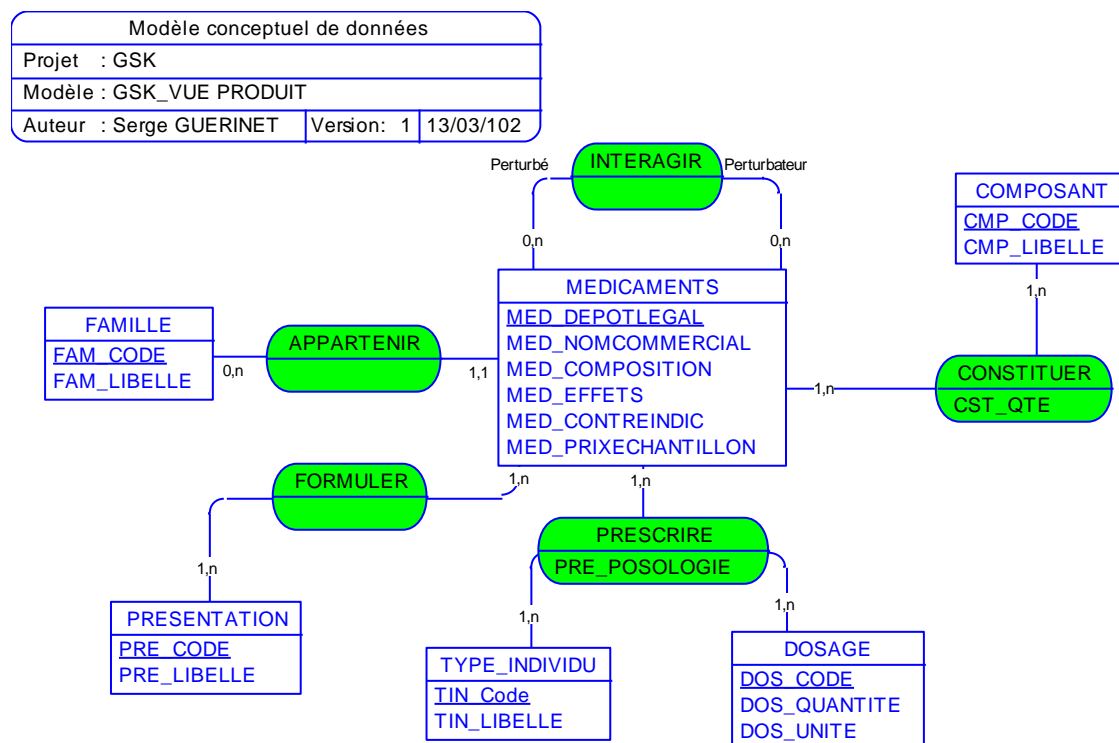 Modèle conceptuel de données
Projet : GSK
Modèle : GSK_VUE PRODUIT
Auteur : Serge GUERINET Version: 1 13/03/102
Perturbé INTERAGIR Perturbateur
0,n 0,n
COMPOSANT
CMP_CODE
CMP_LIBELLE
1,n
MEDICAMENTS
MED_DEPOTLEGAL
MED_NOMCOMMERCIAL
MED_COMPOSITION
MED_EFFETS
MED_CONTREINDIC
MED_PRIXECHANTILLON
FAMILLE
FAM_CODE
FAM_LIBELLE
0,n
APPARTENIR
1,1
1,n
CONSTITUER
CST_QTE
FORMULER
1,n
1,n
1,n
PRESCRIRE
PRE_POSOLOGIE
1,n
1,n
PRESENTATION
PRE_CODE
PRE_LIBELLE
TYPE_INDIVIDU
TIN_Code
TIN_LIBELLE
DOSAGE
DOS_CODE
DOS_QUANTITE
DOS_UNITE